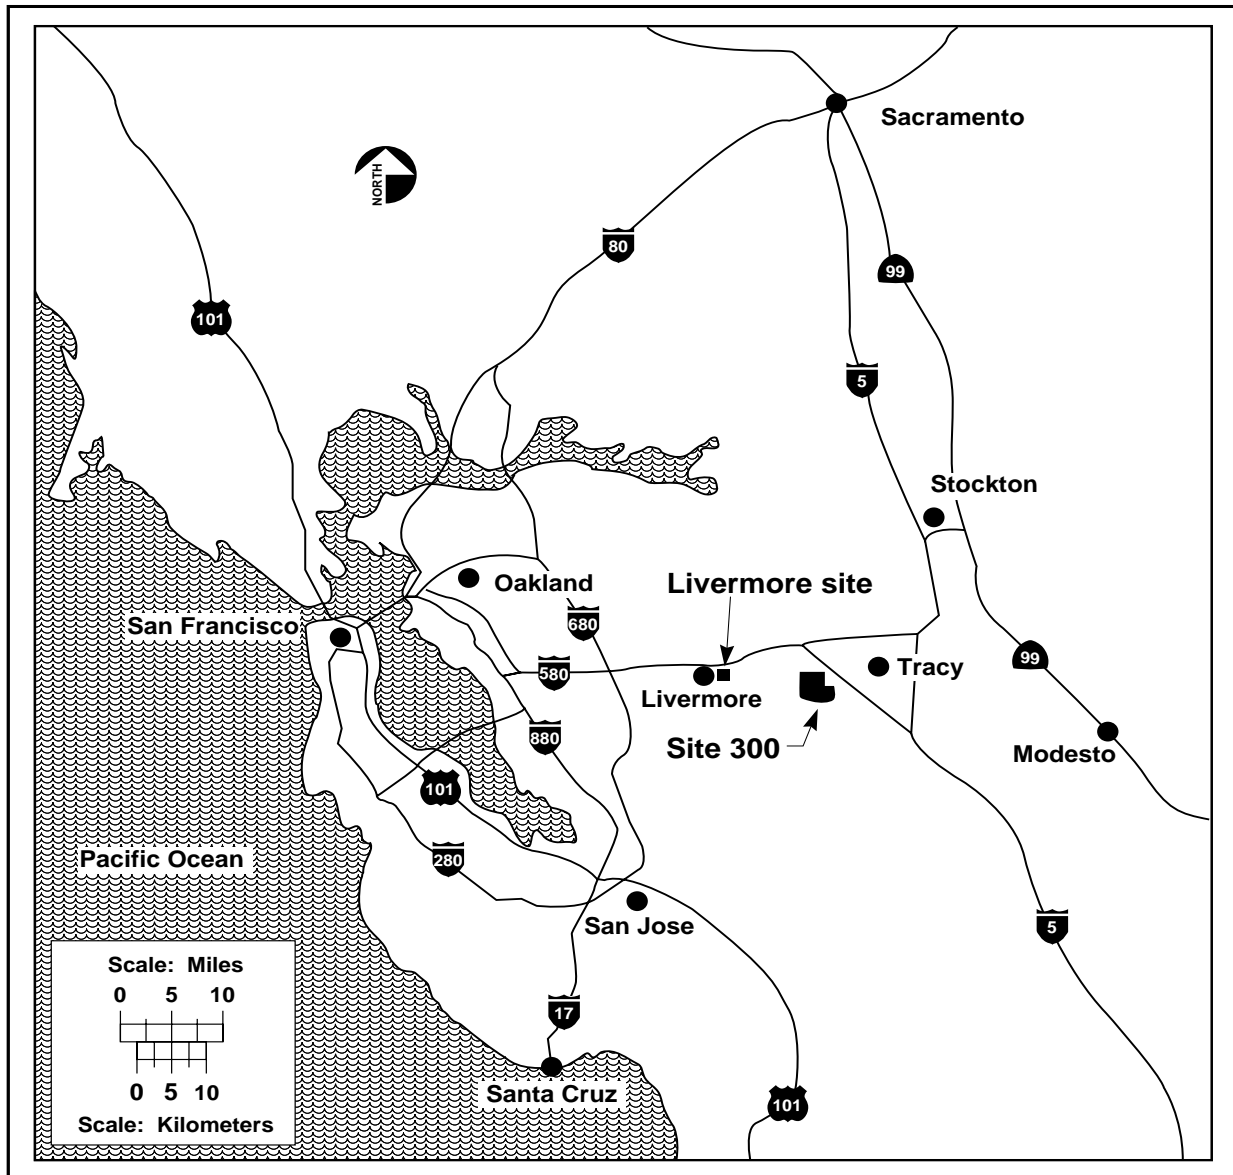 Sacramento
NORTH
80
99
101
5
Stockton
Livermore site
Oakland
San Francisco
680
580
Tracy
99
Livermore
880
Site 300
Modesto
101
Pacific Ocean
280
San Jose
5
Scale: Miles
0 5 10
17
0 5 10
Scale: Kilometers
Santa Cruz
101